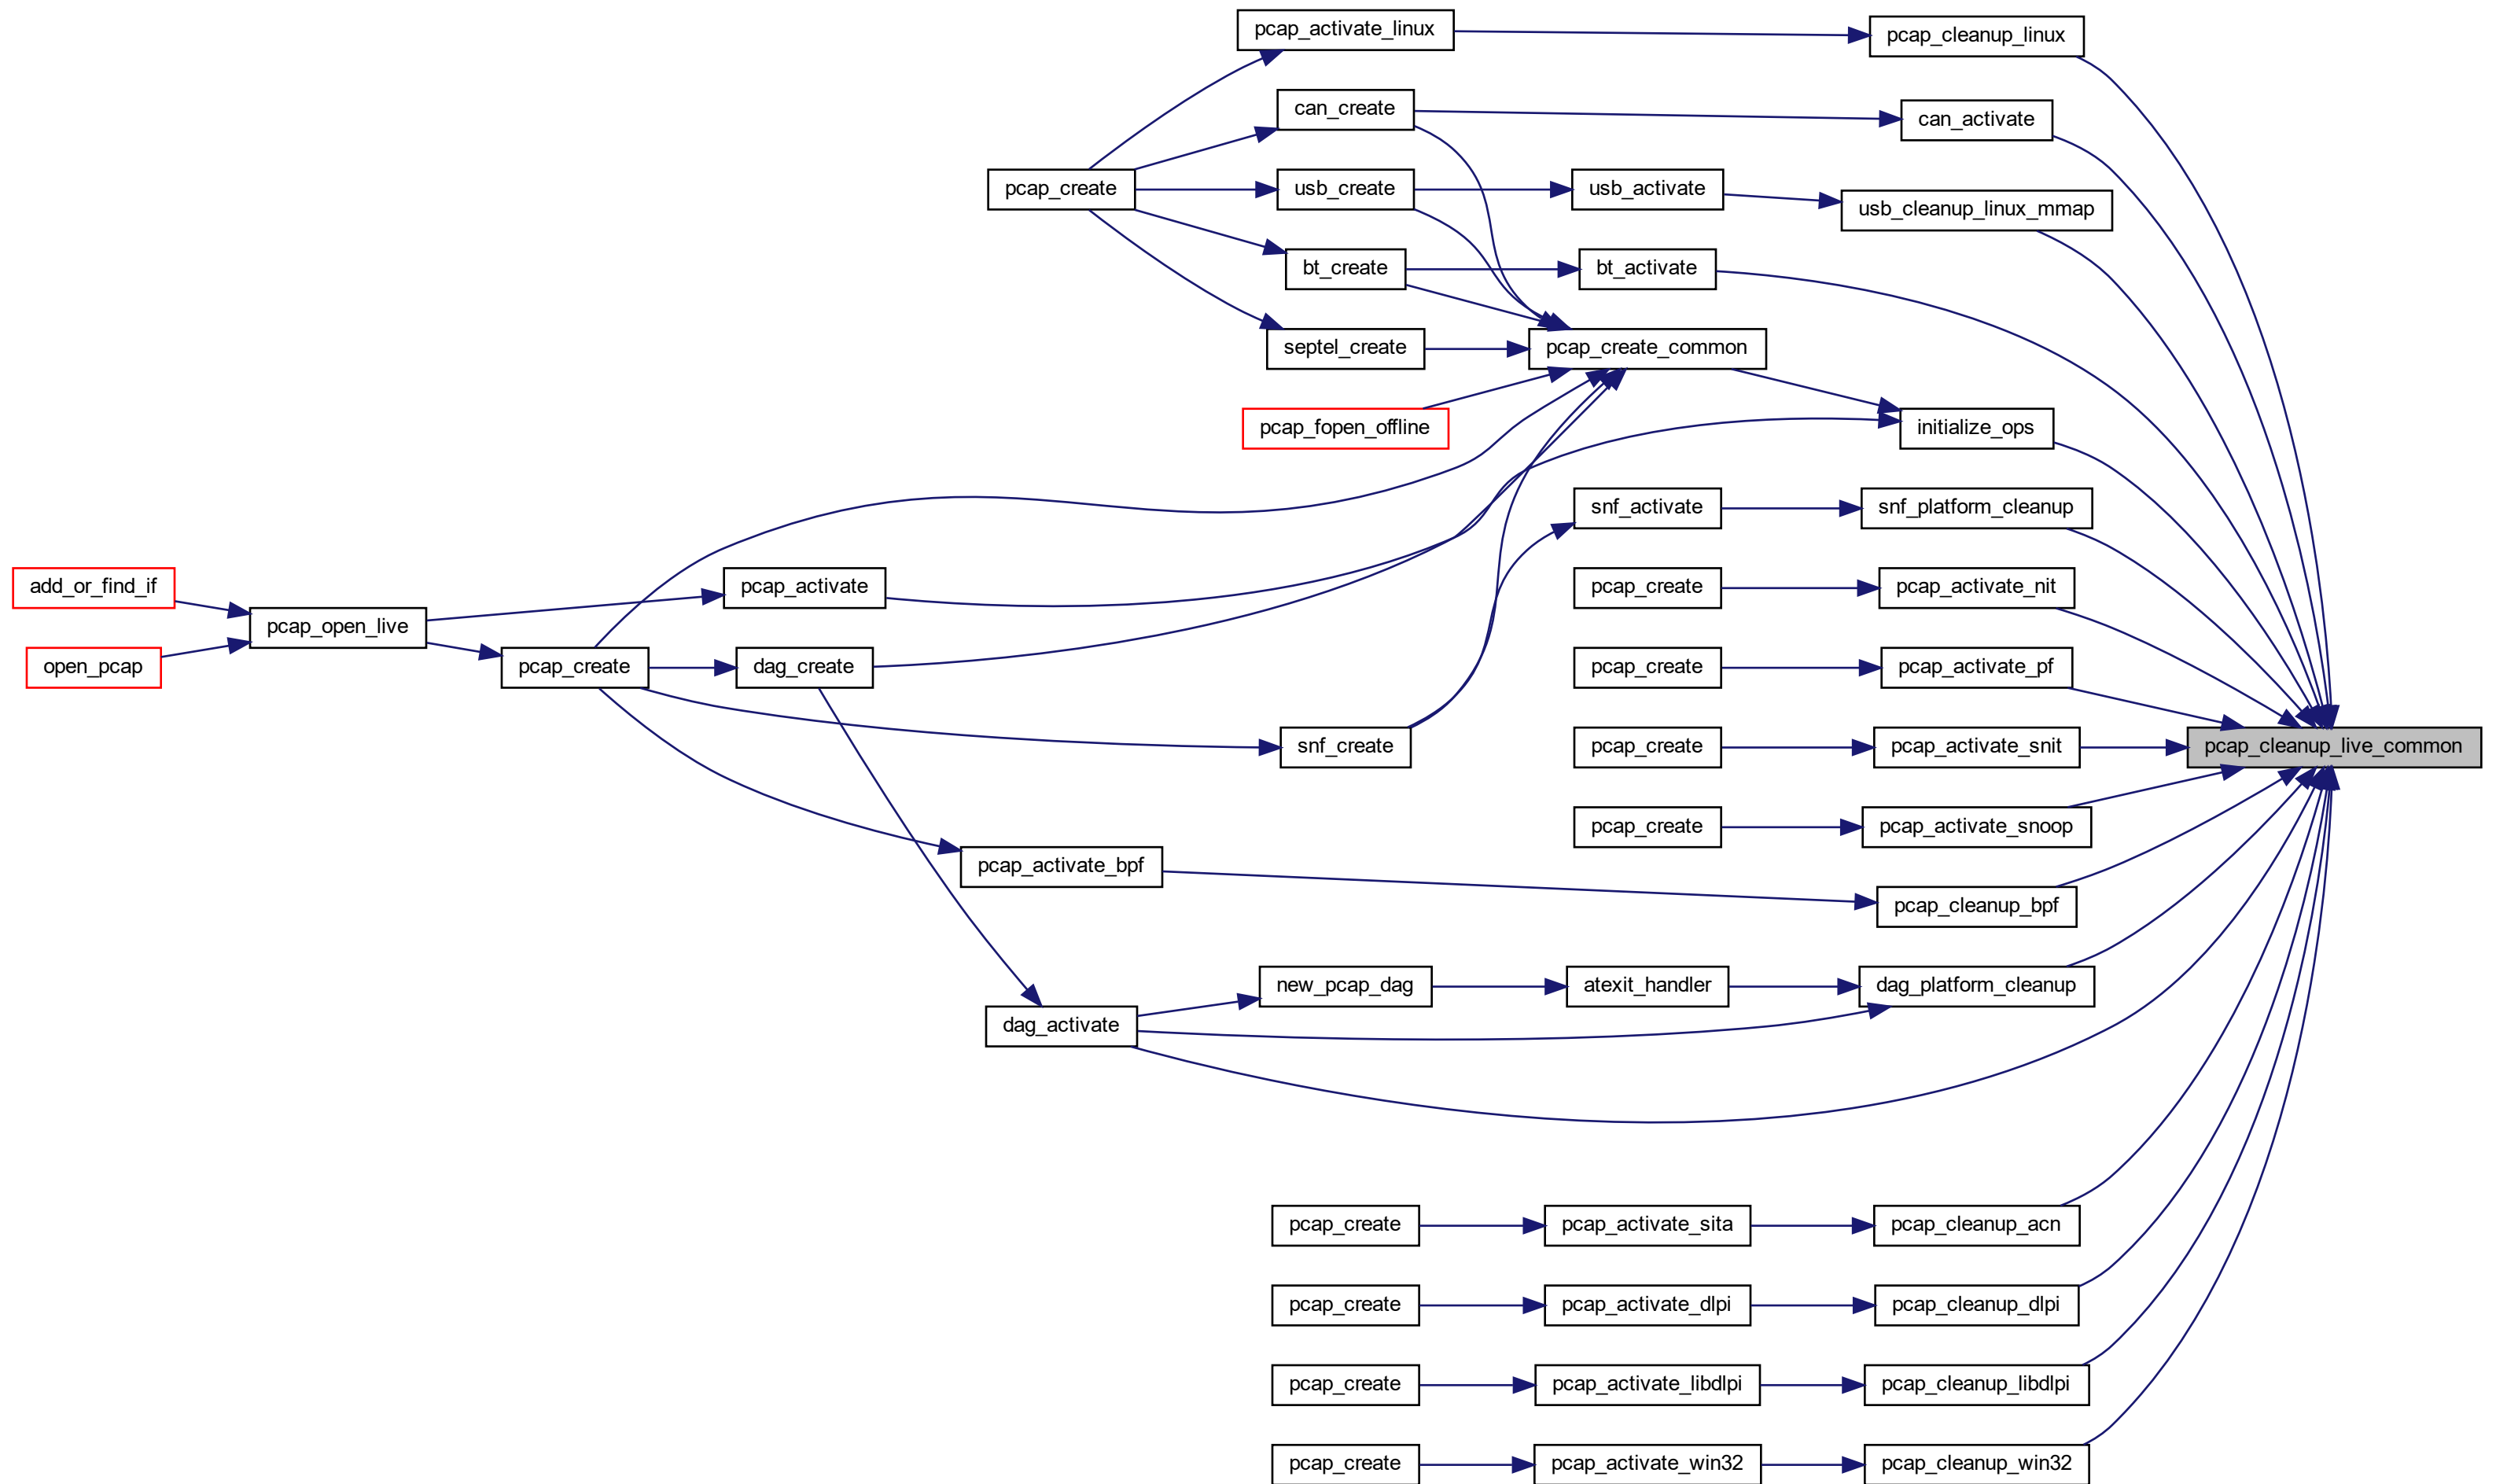 pcap_activate_linux
pcap_cleanup_linux
can_create
can_activate
pcap_create
usb_create
usb_activate
usb_cleanup_linux_mmap
bt_create
bt_activate
septel_create
pcap_create_common
pcap_fopen_offline
initialize_ops
snf_activate
snf_platform_cleanup
add_or_find_if
pcap_activate
pcap_create
pcap_activate_nit
pcap_open_live
open_pcap
pcap_create
dag_create
pcap_create
pcap_activate_pf
snf_create
pcap_create
pcap_activate_snit
pcap_cleanup_live_common
pcap_create
pcap_activate_snoop
pcap_activate_bpf
pcap_cleanup_bpf
new_pcap_dag
atexit_handler
dag_platform_cleanup
dag_activate
pcap_create
pcap_activate_sita
pcap_cleanup_acn
pcap_create
pcap_activate_dlpi
pcap_cleanup_dlpi
pcap_create
pcap_activate_libdlpi
pcap_cleanup_libdlpi
pcap_create
pcap_activate_win32
pcap_cleanup_win32